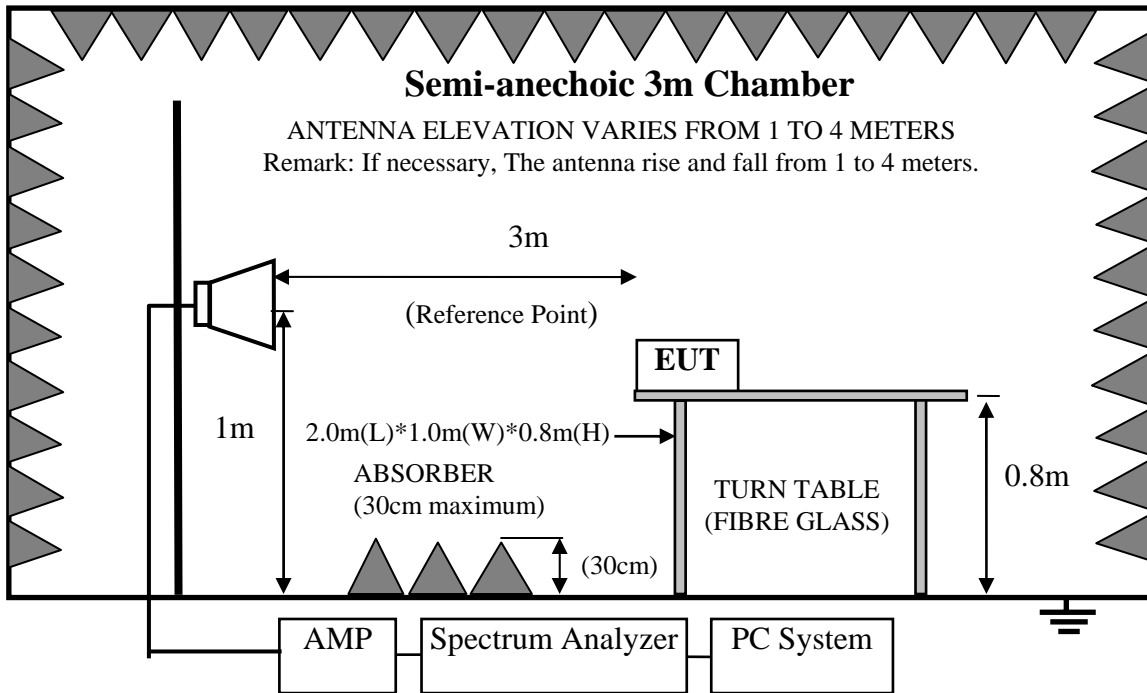 Semi-anechoic 3m Chamber
ANTENNA ELEVATION VARIES FROM 1 TO 4 METERS
Remark: If necessary, The antenna rise and fall from 1 to 4 meters.
3m
(Reference Point)
EUT
1m
2.0m(L)*1.0m(W)*0.8m(H)
ABSORBER
(30cm maximum)
(30cm)
TURN TABLE
(FIBRE GLASS)
0.8m
AMP
Spectrum Analyzer
PC System